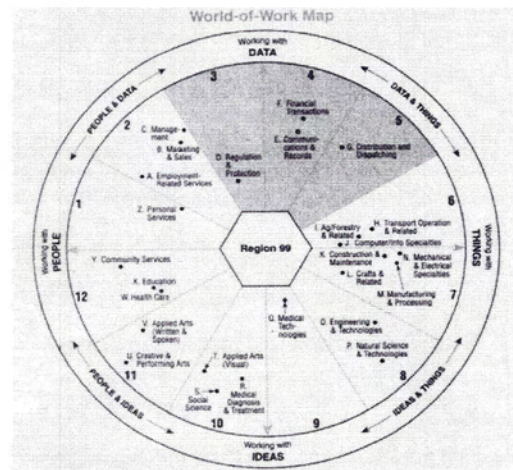 World-of-Work Map
Working with
DATA
PEOPLE & DATA
DATA & THINGS
3
4
2
5
F. Financial
Transactions
C. Manage-
ment
B. Marketing
& Sales
E. Communi-
cations &
Records
G. Distribution and
Dispatching
D. Regulation
&
Protection
A. Employment-
Related Services
1
6
Z. Personal
Services
I. Ag/Forestry
& Related
H. Transport Operation &
Related
J. Computer/Info Specialties
Working with
PEOPLE
Region 99
Working with
THINGS
K. Construction &
Maintenance
N. Mechanical
& Electrical
Specialties
Y. Community Services
L. Crafts &
Related
X. Education
W. Health Care
12
7
M. Manufacturing
& Processing
Q. Medical
Tech-
nologies
O. Engineering &
Technologies
V. Applied Arts
(Written &
Spoken)
P. Natural Science
& Technologies
U. Creative &
Performing Arts
T. Applied Arts
(Visual)
11
8
S.
Social
Science
R.
Medical
Diagnosis
& Treatment
10
9
PEOPLE & IDEAS
IDEAS & THINGS
Working with
IDEAS